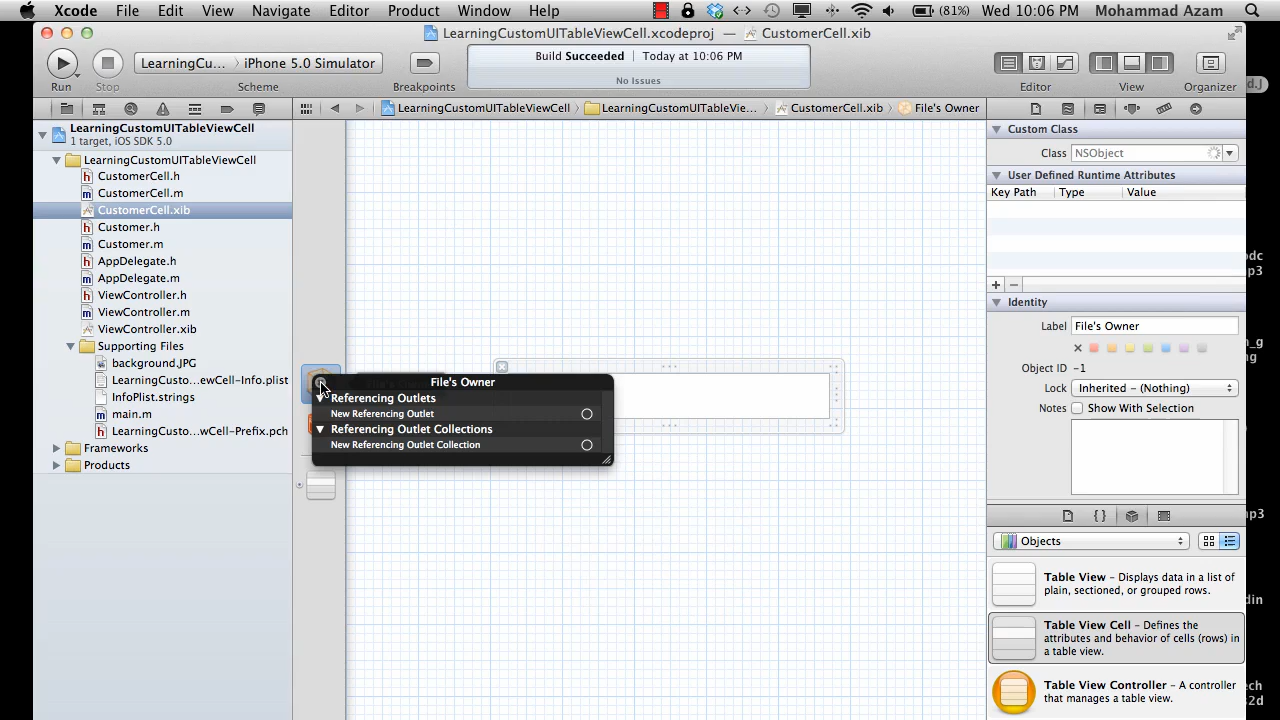 Xcode File Edit View Navigate Editor Product Window Help (81%) Wed 10:06 PM Mohammad Azam
LearningCustomUITableViewCell.xcodeproj — CustomerCell.xib
Run Stop
LearningCu... iPhone 5.0 Simulator
Scheme
Breakpoints
Build Succeeded Today at 10:06 PM
No Issues
Editor View Organizer
LearningCustomUITableViewCell LearningCustomUITableVie... CustomerCell.xib File's Owner
LearningCustomUITableViewCell
1 target, iOS SDK 5.0
LearningCustomUITableViewCell
CustomerCell.h
CustomerCell.m
CustomerCell.xib
Customer.h
Customer.m
AppDelegate.h
AppDelegate.m
ViewController.h
ViewController.m
ViewController.xib
Supporting Files
background.JPG
LearningCusto...ewCell-Info.plist
InfoPlist.strings
main.m
LearningCusto...wCell-Prefix.pch
Frameworks
Products
File's Owner
Referencing Outlets
New Referencing Outlet
Referencing Outlet Collections
New Referencing Outlet Collection
Custom Class
Class NSObject
User Defined Runtime Attributes
Key Path Type Value
Identity
Label File's Owner
Object ID -1
Lock Inherited - (Nothing)
Notes Show With Selection
Objects
Table View - Displays data in a list of
plain, sectioned, or grouped rows.
Table View Cell - Defines the
attributes and behavior of cells (rows) in
a table view.
Table View Controller - A controller
that manages a table view.